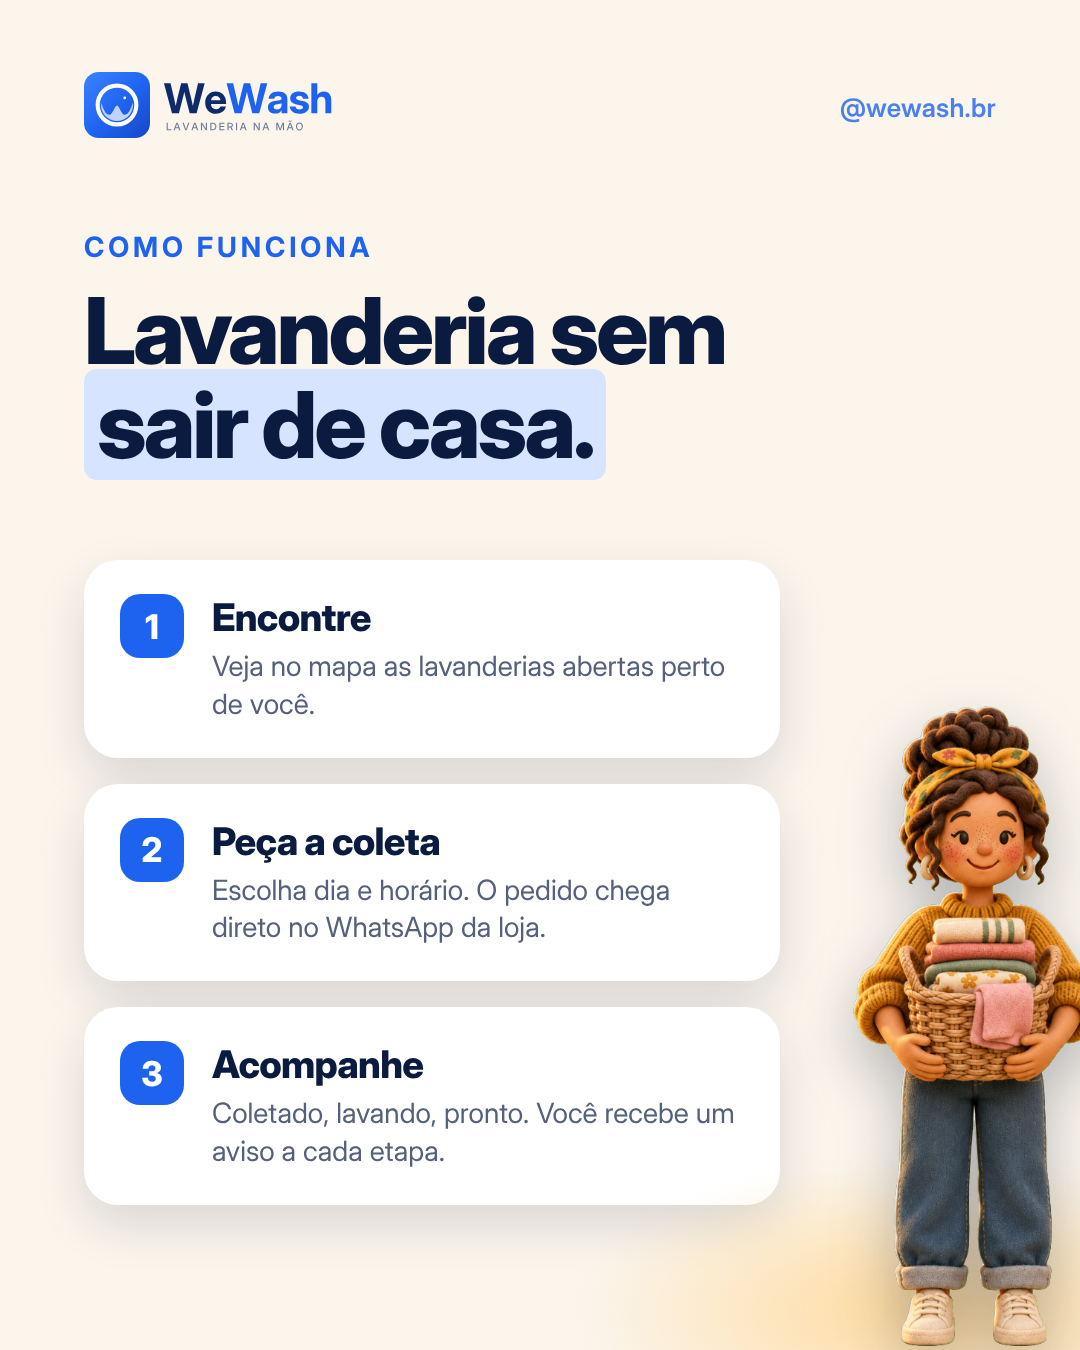 WeWash
LAVANDERIA NA MÃO
@wewash.br
COMO FUNCIONA
Lavanderia sem
sair de casa.
1
Encontre
Veja no mapa as lavanderias abertas perto
de você.
2
Peça a coleta
Escolha dia e horário. O pedido chega
direto no WhatsApp da loja.
3
Acompanhe
Coletado, lavando, pronto. Você recebe um
aviso a cada etapa.